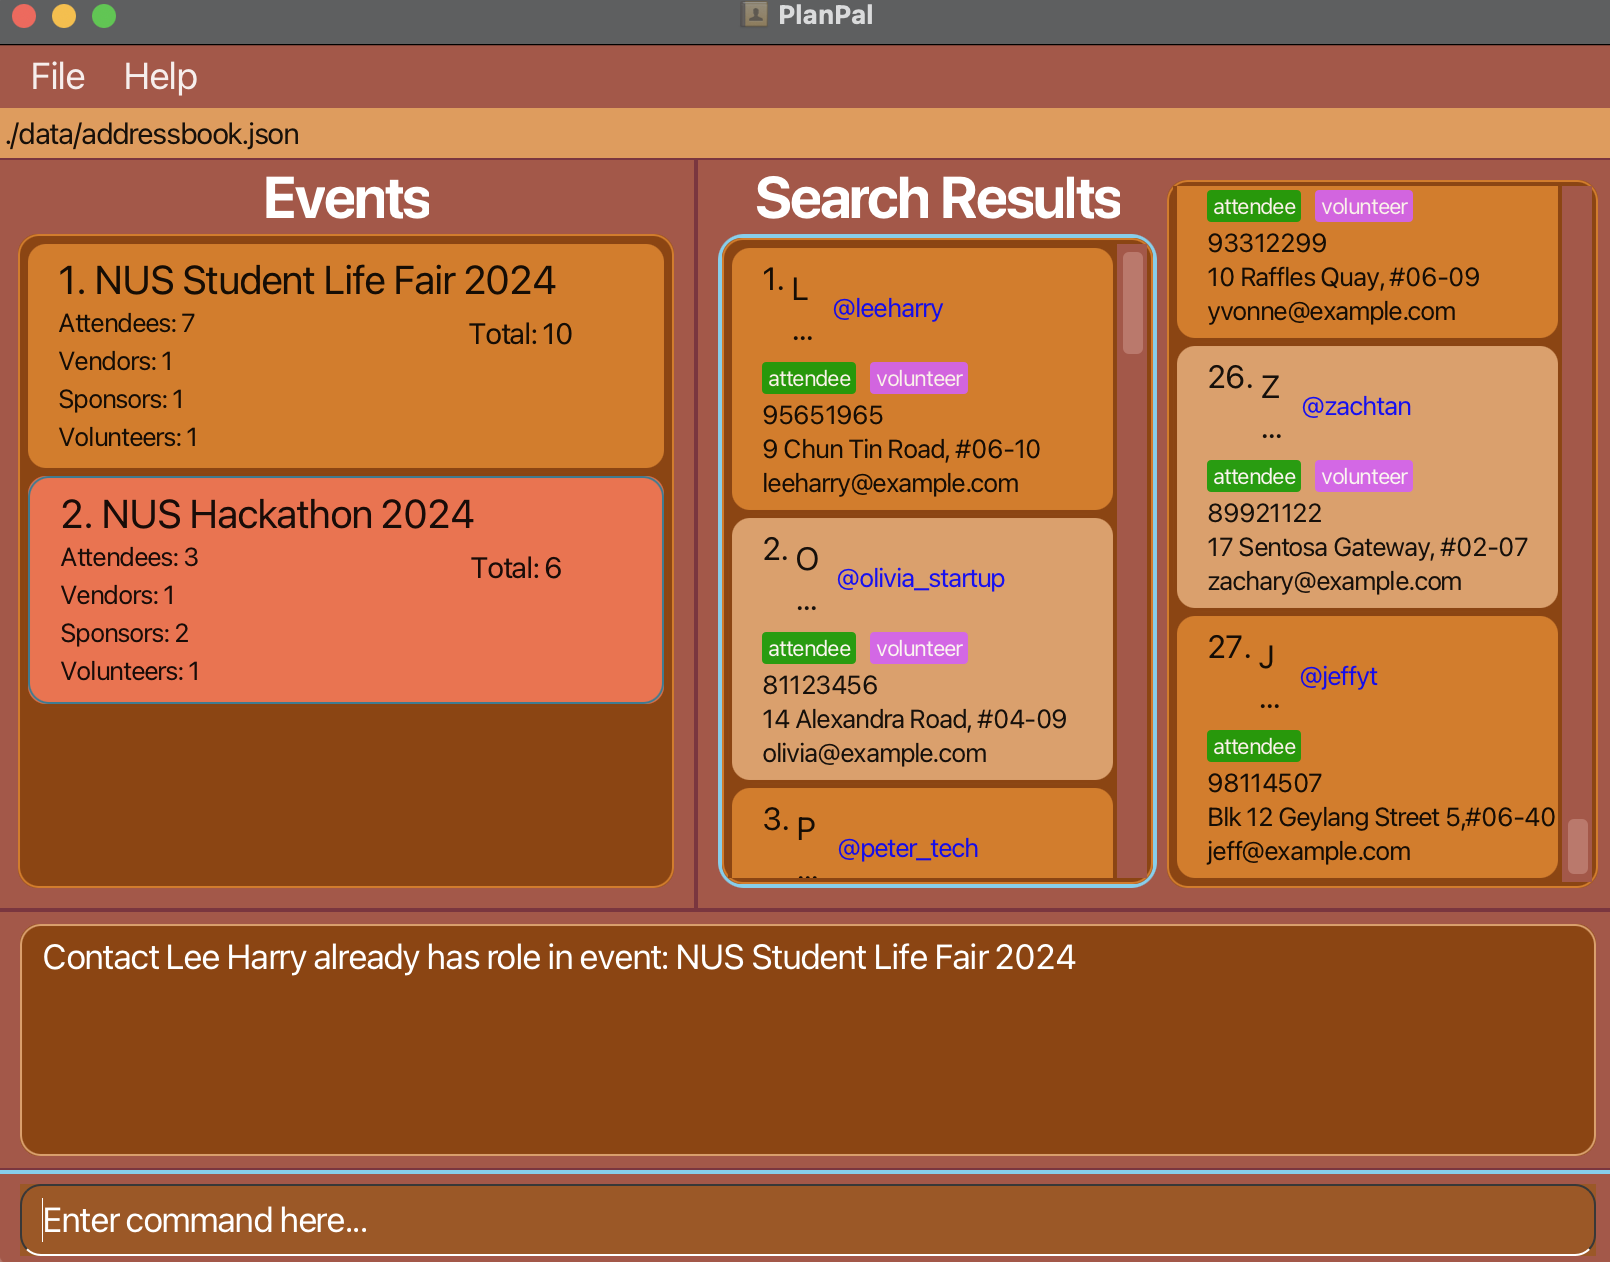 PlanPal
File Help
./data/addressbook.json
Events
1. NUS Student Life Fair 2024
Attendees: 7
Total: 10
Vendors: 1
Sponsors: 1
Volunteers: 1
2. NUS Hackathon 2024
Attendees: 3
Total: 6
Vendors: 1
Sponsors: 2
Volunteers: 1
Search Results
1. L
...
@leeharry
attendee volunteer
95651965
9 Chun Tin Road, #06-10
leeharry@example.com
2. O
...
@olivia_startup
attendee volunteer
81123456
14 Alexandra Road, #04-09
olivia@example.com
3. P
...
@peter_tech
attendee volunteer
93312299
10 Raffles Quay, #06-09
yvonne@example.com
26. Z
...
@zachtan
attendee volunteer
89921122
17 Sentosa Gateway, #02-07
zachary@example.com
27. J
...
@jeffyt
attendee
98114507
Blk 12 Geylang Street 5,#06-40
jeff@example.com
Contact Lee Harry already has role in event: NUS Student Life Fair 2024
Enter command here...